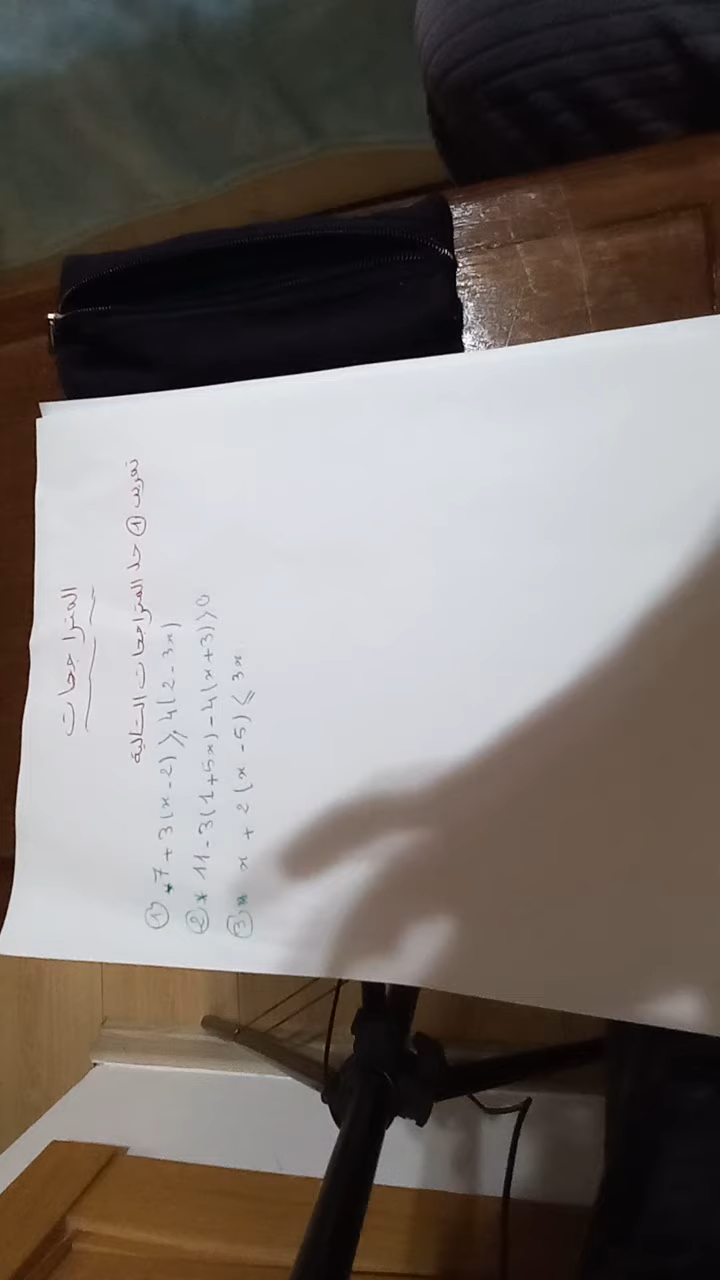 المتراجحات
تمرين ① حل المتراجحات التالية
① *7 + 3(x - 2) ⩾ 4(2 - 3x)
② * 11 - 3(1 + 5x) - 4(x + 3) > 0
③ * x + 2(x - 5) ⩽ 3x